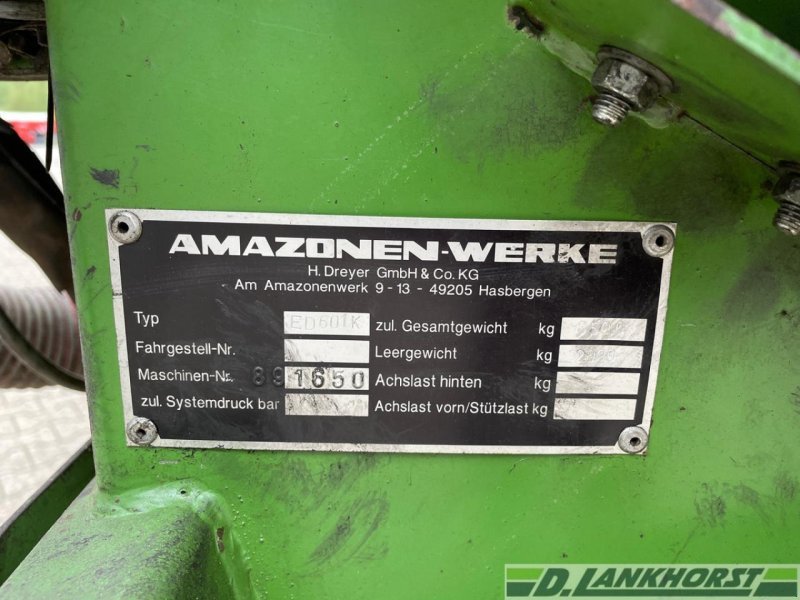 AMAZONEN-WERKE
H. Dreyer GmbH & Co. KG
Am Amazonenwerk 9 - 13 - 49205 Hasbergen
Typ ED601K zul. Gesamtgewicht kg
Fahrgestell-Nr. Leergewicht kg
Maschinen-Nr. 891650 Achslast hinten kg
zul. Systemdruck bar Achslast vorn/Stützlast kg
D. LANKHORST